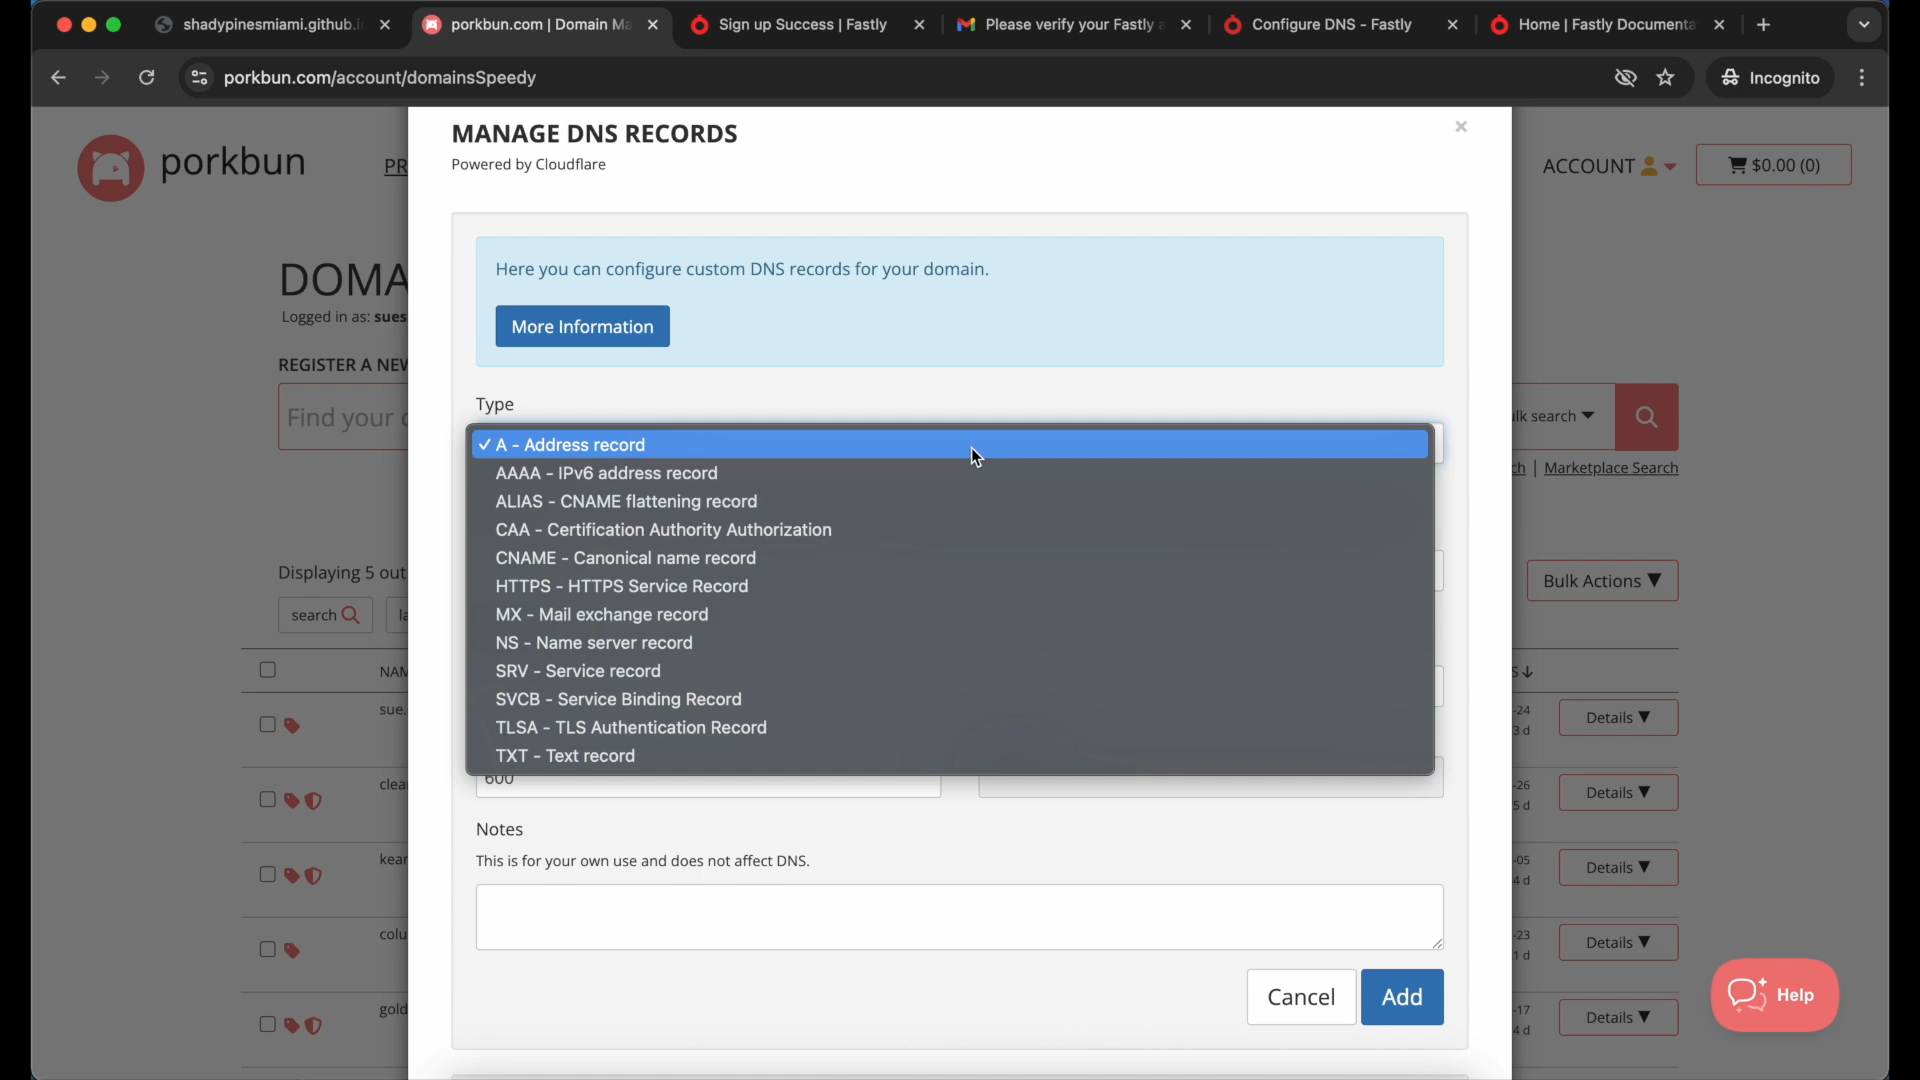 shadypinesmiami.github.i
porkbun.com | Domain Ma
Sign up Success | Fastly
Please verify your Fastly a
Configure DNS - Fastly
Home | Fastly Documenta
porkbun.com/account/domainsSpeedy
Incognito
porkbun
PR
ACCOUNT
$0.00 (0)
MANAGE DNS RECORDS
Powered by Cloudflare
DOMA
Logged in as: sues
REGISTER A NEW
Find your
Here you can configure custom DNS records for your domain.
More Information
Type
✓ A - Address record
AAAA - IPv6 address record
ALIAS - CNAME flattening record
CAA - Certification Authority Authorization
CNAME - Canonical name record
HTTPS - HTTPS Service Record
MX - Mail exchange record
NS - Name server record
SRV - Service record
SVCB - Service Binding Record
TLSA - TLS Authentication Record
TXT - Text record
600
Notes
This is for your own use and does not affect DNS.
Cancel
Add
lk search
ch | Marketplace Search
Displaying 5 out
Bulk Actions ▼
search
la
NAM
S↓
sue.
-24
3 d
Details ▼
clea
-26
5 d
Details ▼
kear
-05
4 d
Details ▼
colu
-23
1 d
Details ▼
gold
-17
4 d
Details ▼
Help